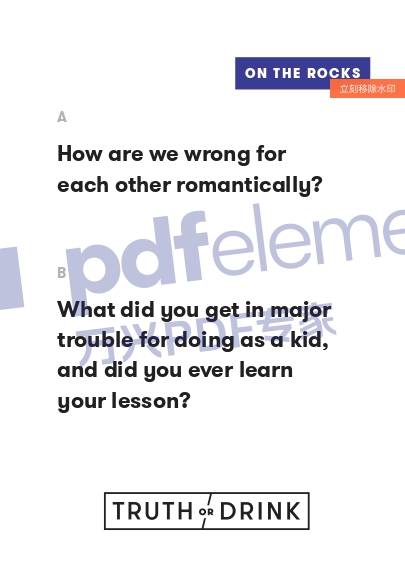 ON THE ROCKS
立刻移除水印
A
How are we wrong for
each other romantically?
pdfeleme
B
What did you get in major
trouble for doing as a kid,
and did you ever learn
your lesson?
万兴PDF专家
TRUTH OR DRINK